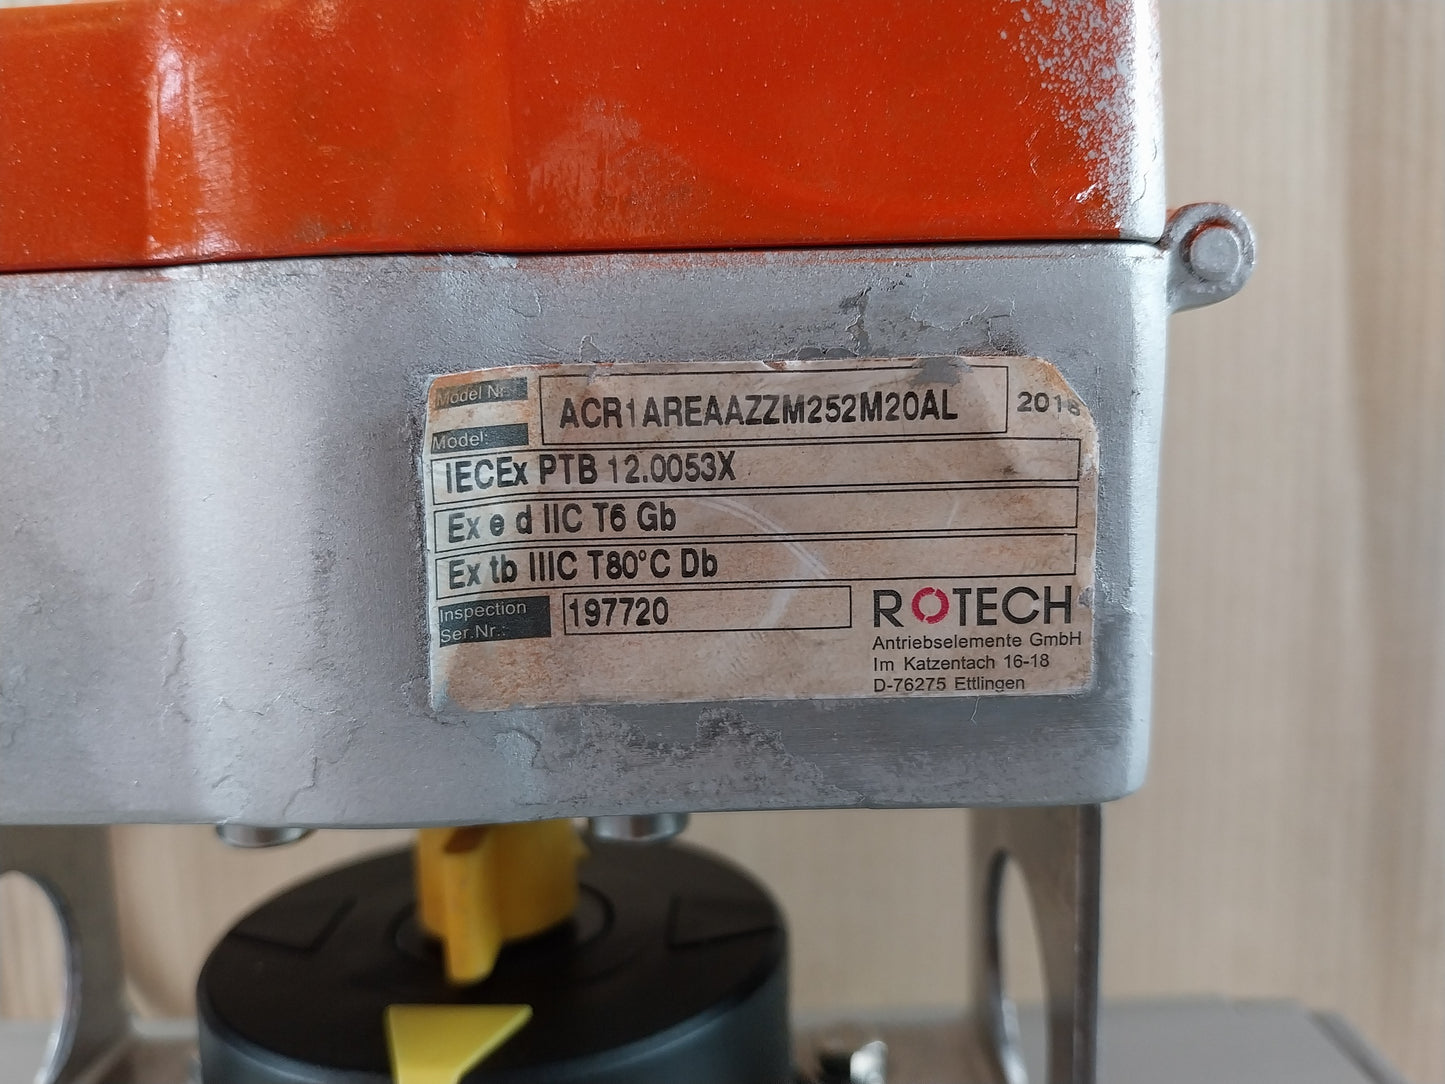 Model Nr.
ACR1AREAAZZM252M20AL 2018
Model:
IECEx PTB 12.0053X
Ex e d IIC T6 Gb
Ex tb IIIC T80°C Db
Inspection
Ser.Nr.:
197720
ROTECH
Antriebselemente GmbH
Im Katzentach 16-18
D-76275 Ettlingen